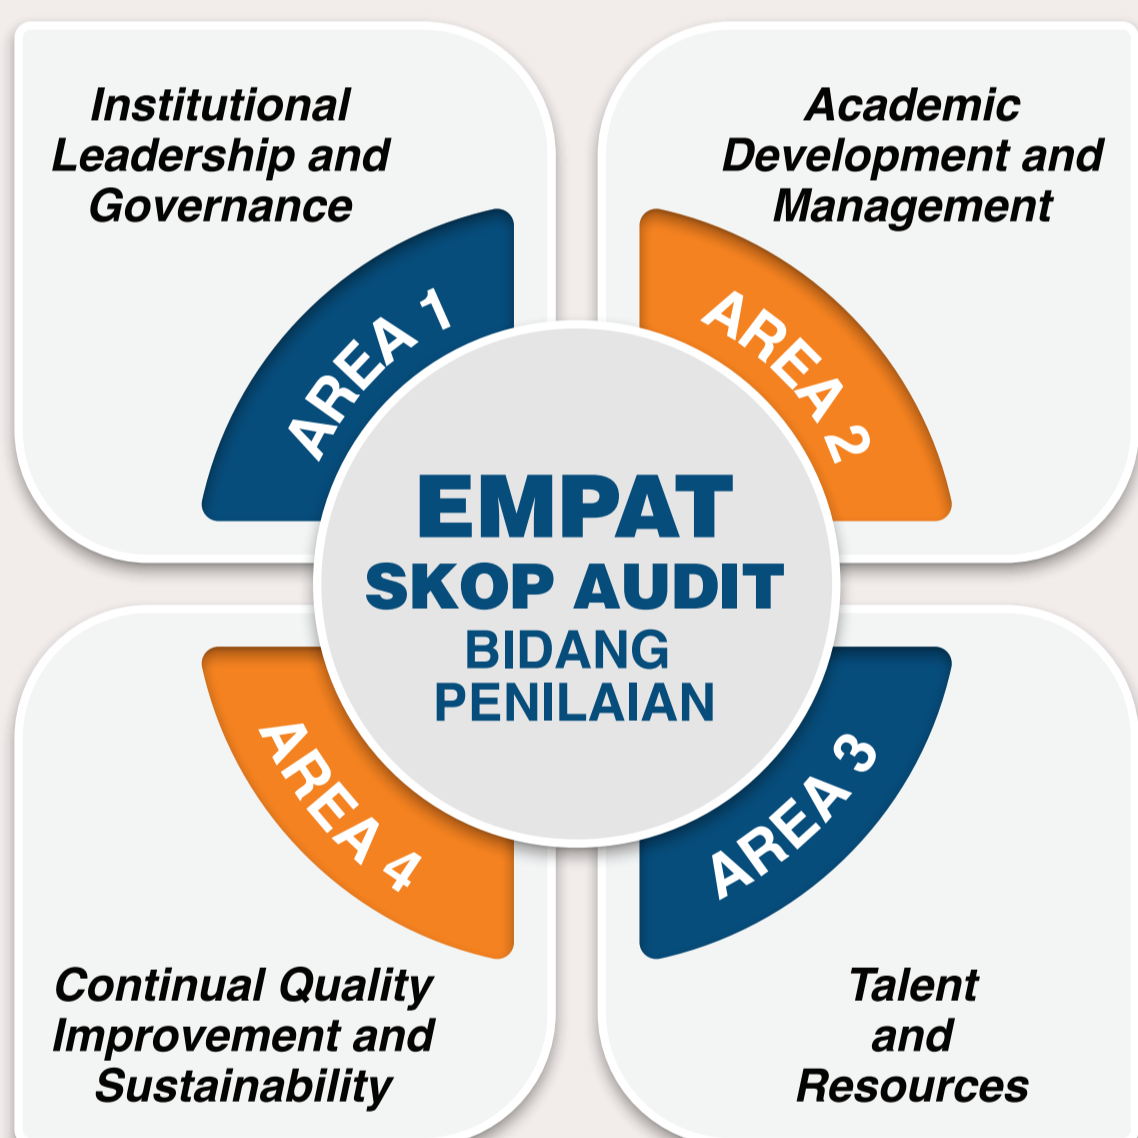 Institutional
Leadership and
Governance
AREA 1
Academic
Development and
Management
AREA 2
EMPAT
SKOP AUDIT
BIDANG
PENILAIAN
AREA 3
Talent
and
Resources
AREA 4
Continual Quality
Improvement and
Sustainability